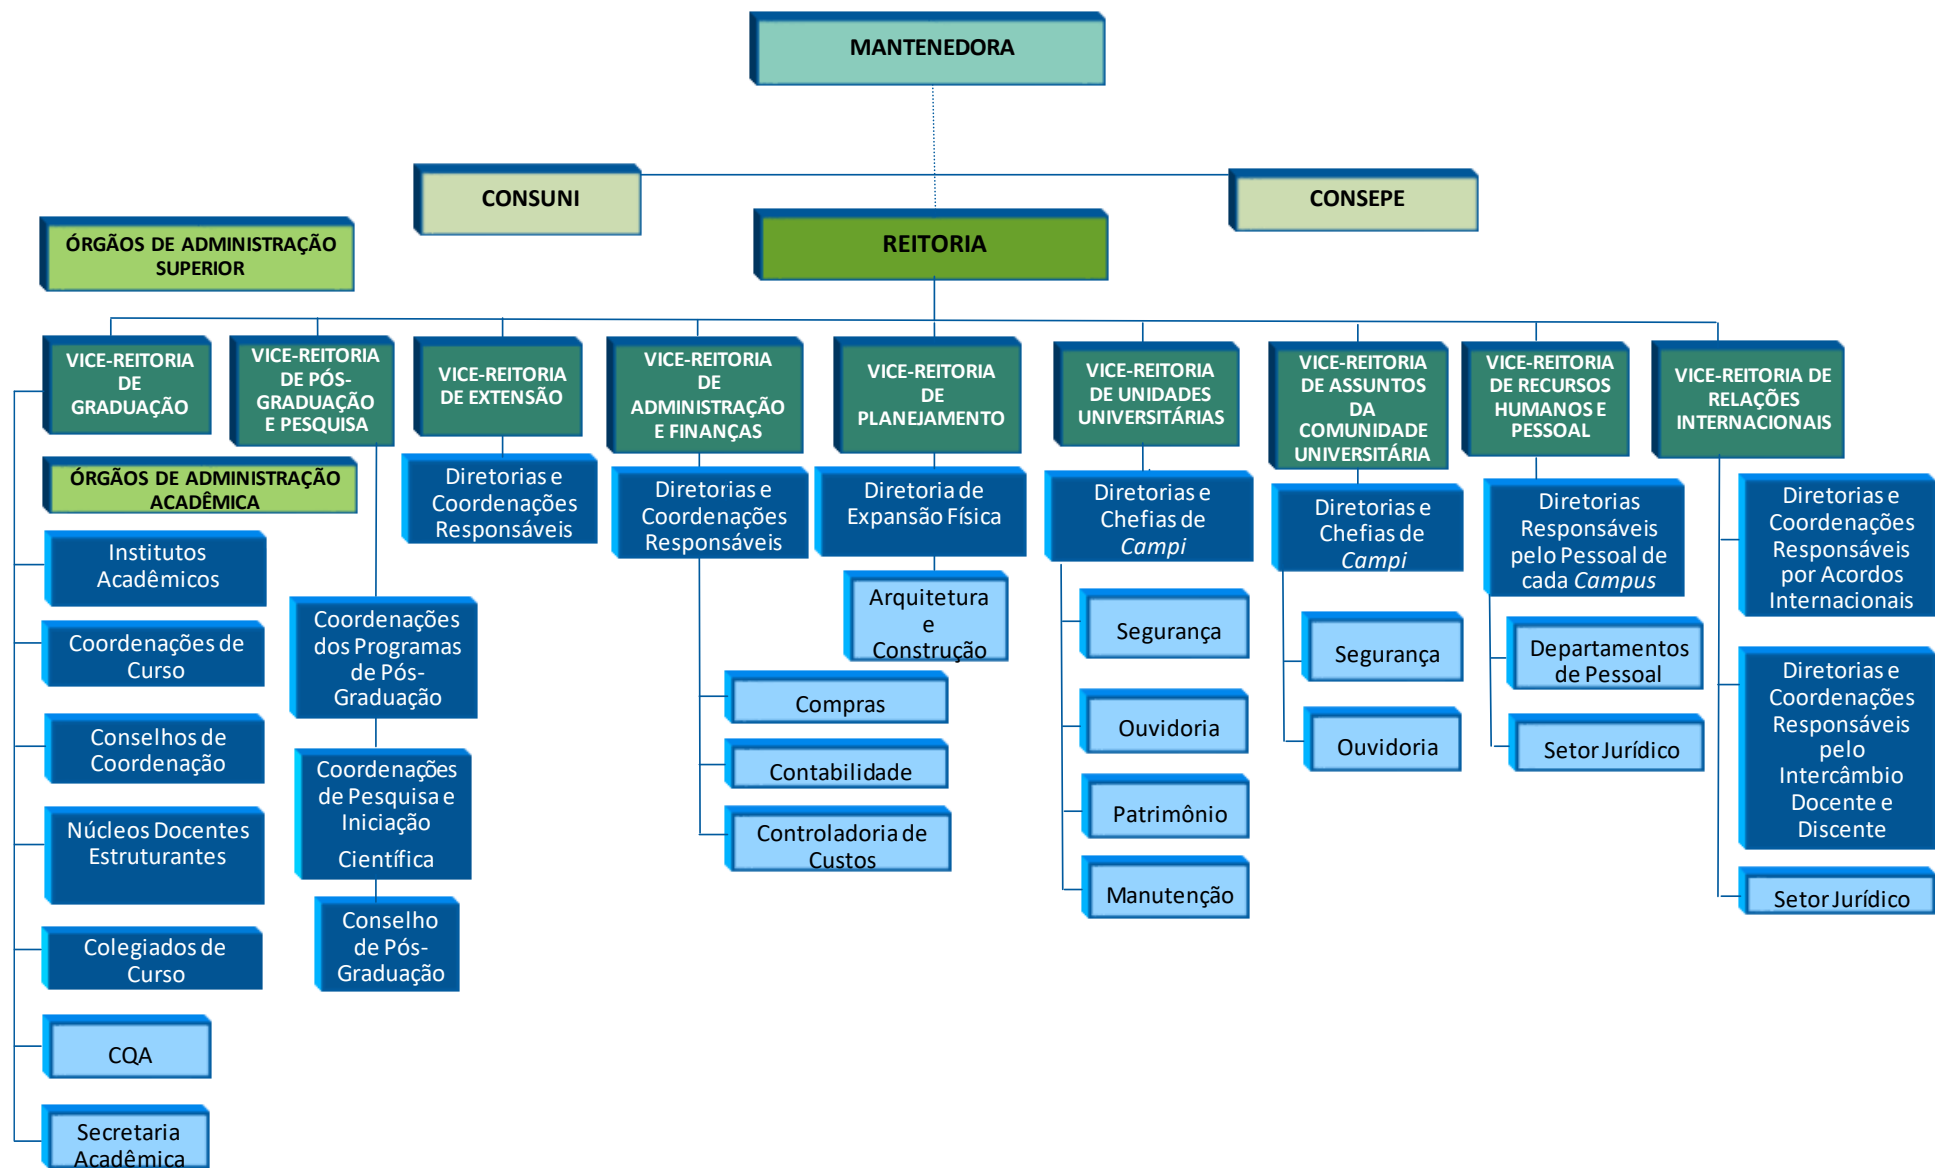 MANTENEDORA
CONSUNI
CONSEPE
REITORIA
ÓRGÃOS DE ADMINISTRAÇÃO
SUPERIOR
VICE-REITORIA
DE
GRADUAÇÃO
VICE-REITORIA
DE PÓS-
GRADUAÇÃO
E PESQUISA
VICE-REITORIA
DE EXTENSÃO
VICE-REITORIA
DE
ADMINISTRAÇÃO
E FINANÇAS
VICE-REITORIA
DE
PLANEJAMENTO
VICE-REITORIA
DE UNIDADES
UNIVERSITÁRIAS
VICE-REITORIA
DE ASSUNTOS
DA
COMUNIDADE
UNIVERSITÁRIA
VICE-REITORIA
DE RECURSOS
HUMANOS E
PESSOAL
VICE-REITORIA DE
RELAÇÕES
INTERNACIONAIS
ÓRGÃOS DE ADMINISTRAÇÃO
ACADÊMICA
Institutos
Acadêmicos
Coordenações de
Curso
Conselhos de
Coordenação
Núcleos Docentes
Estruturantes
Colegiados de
Curso
CQA
Secretaria
Acadêmica
Coordenações
dos Programas
de Pós-
Graduação
Coordenações
de Pesquisa e
Iniciação
Científica
Conselho
de Pós-
Graduação
Diretorias e
Coordenações
Responsáveis
Diretorias e
Coordenações
Responsáveis
Compras
Contabilidade
Controladoria de
Custos
Diretoria de
Expansão Física
Arquitetura
e
Construção
Diretorias e
Chefias de
Campi
Segurança
Ouvidoria
Patrimônio
Manutenção
Diretorias e
Chefias de
Campi
Segurança
Ouvidoria
Diretorias
Responsáveis
pelo Pessoal de
cada Campus
Departamentos
de Pessoal
Setor Jurídico
Diretorias e
Coordenações
Responsáveis
por Acordos
Internacionais
Diretorias e
Coordenações
Responsáveis
pelo
Intercâmbio
Docente e
Discente
Setor Jurídico